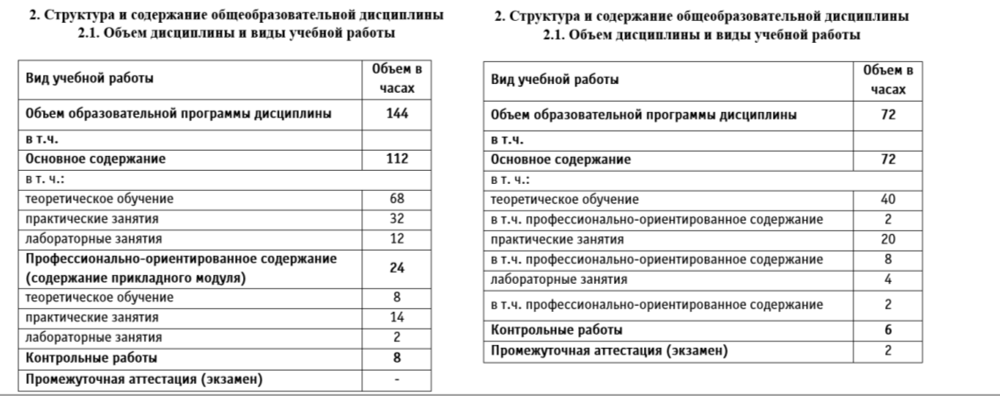 2. Структура и содержание общеобразовательной дисциплины
2.1. Объем дисциплины и виды учебной работы
Вид учебной работы
Объем в
часах
Объем образовательной программы дисциплины 144
в т.ч.
Основное содержание 112
в т. ч.:
теоретическое обучение 68
практические занятия 32
лабораторные занятия 12
Профессионально-ориентированное содержание
(содержание прикладного модуля) 24
теоретическое обучение 8
практические занятия 14
лабораторные занятия 2
Контрольные работы 8
Промежуточная аттестация (экзамен) -
2. Структура и содержание общеобразовательной дисциплины
2.1. Объем дисциплины и виды учебной работы
Вид учебной работы
Объем в
часах
Объем образовательной программы дисциплины 72
в т.ч.
Основное содержание 72
в т. ч.:
теоретическое обучение 40
в т.ч. профессионально-ориентированное содержание 2
практические занятия 20
в т.ч. профессионально-ориентированное содержание 8
лабораторные занятия 4
в т.ч. профессионально-ориентированное содержание 2
Контрольные работы 6
Промежуточная аттестация (экзамен) 2